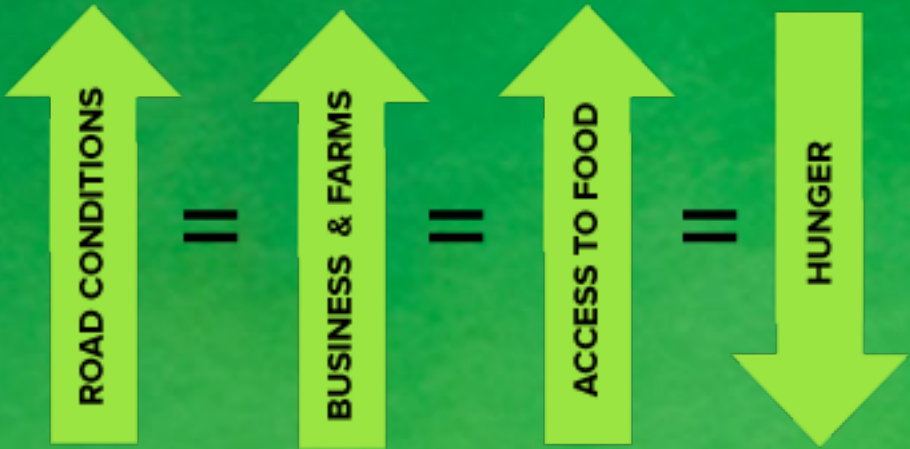 ROAD CONDITIONS
=
BUSINESS & FARMS
=
ACCESS TO FOOD
=
HUNGER